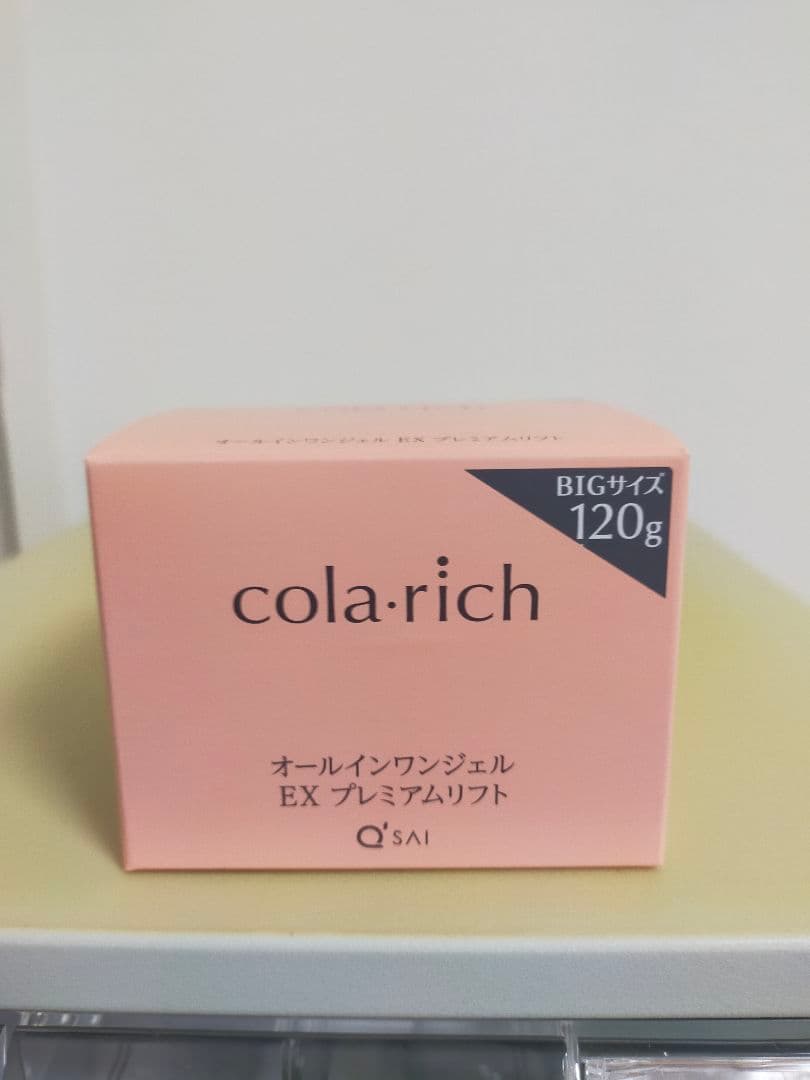 オールインワンジェル EX プレミアムリフト
BIGサイズ
120g
cola·rich
オールインワンジェル
EX プレミアムリフト
Q'SAI